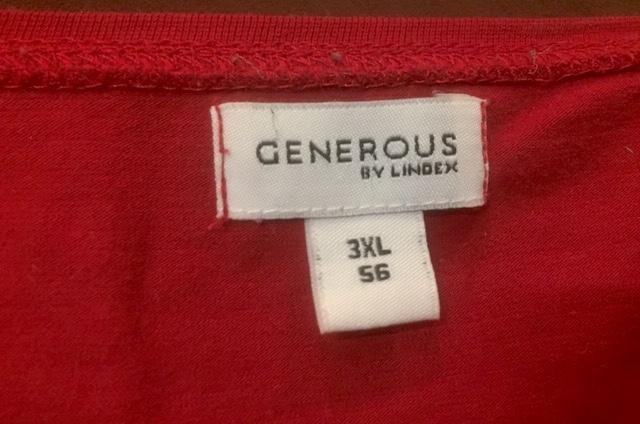 GENEROUS
BY LINDEX
3XL
56